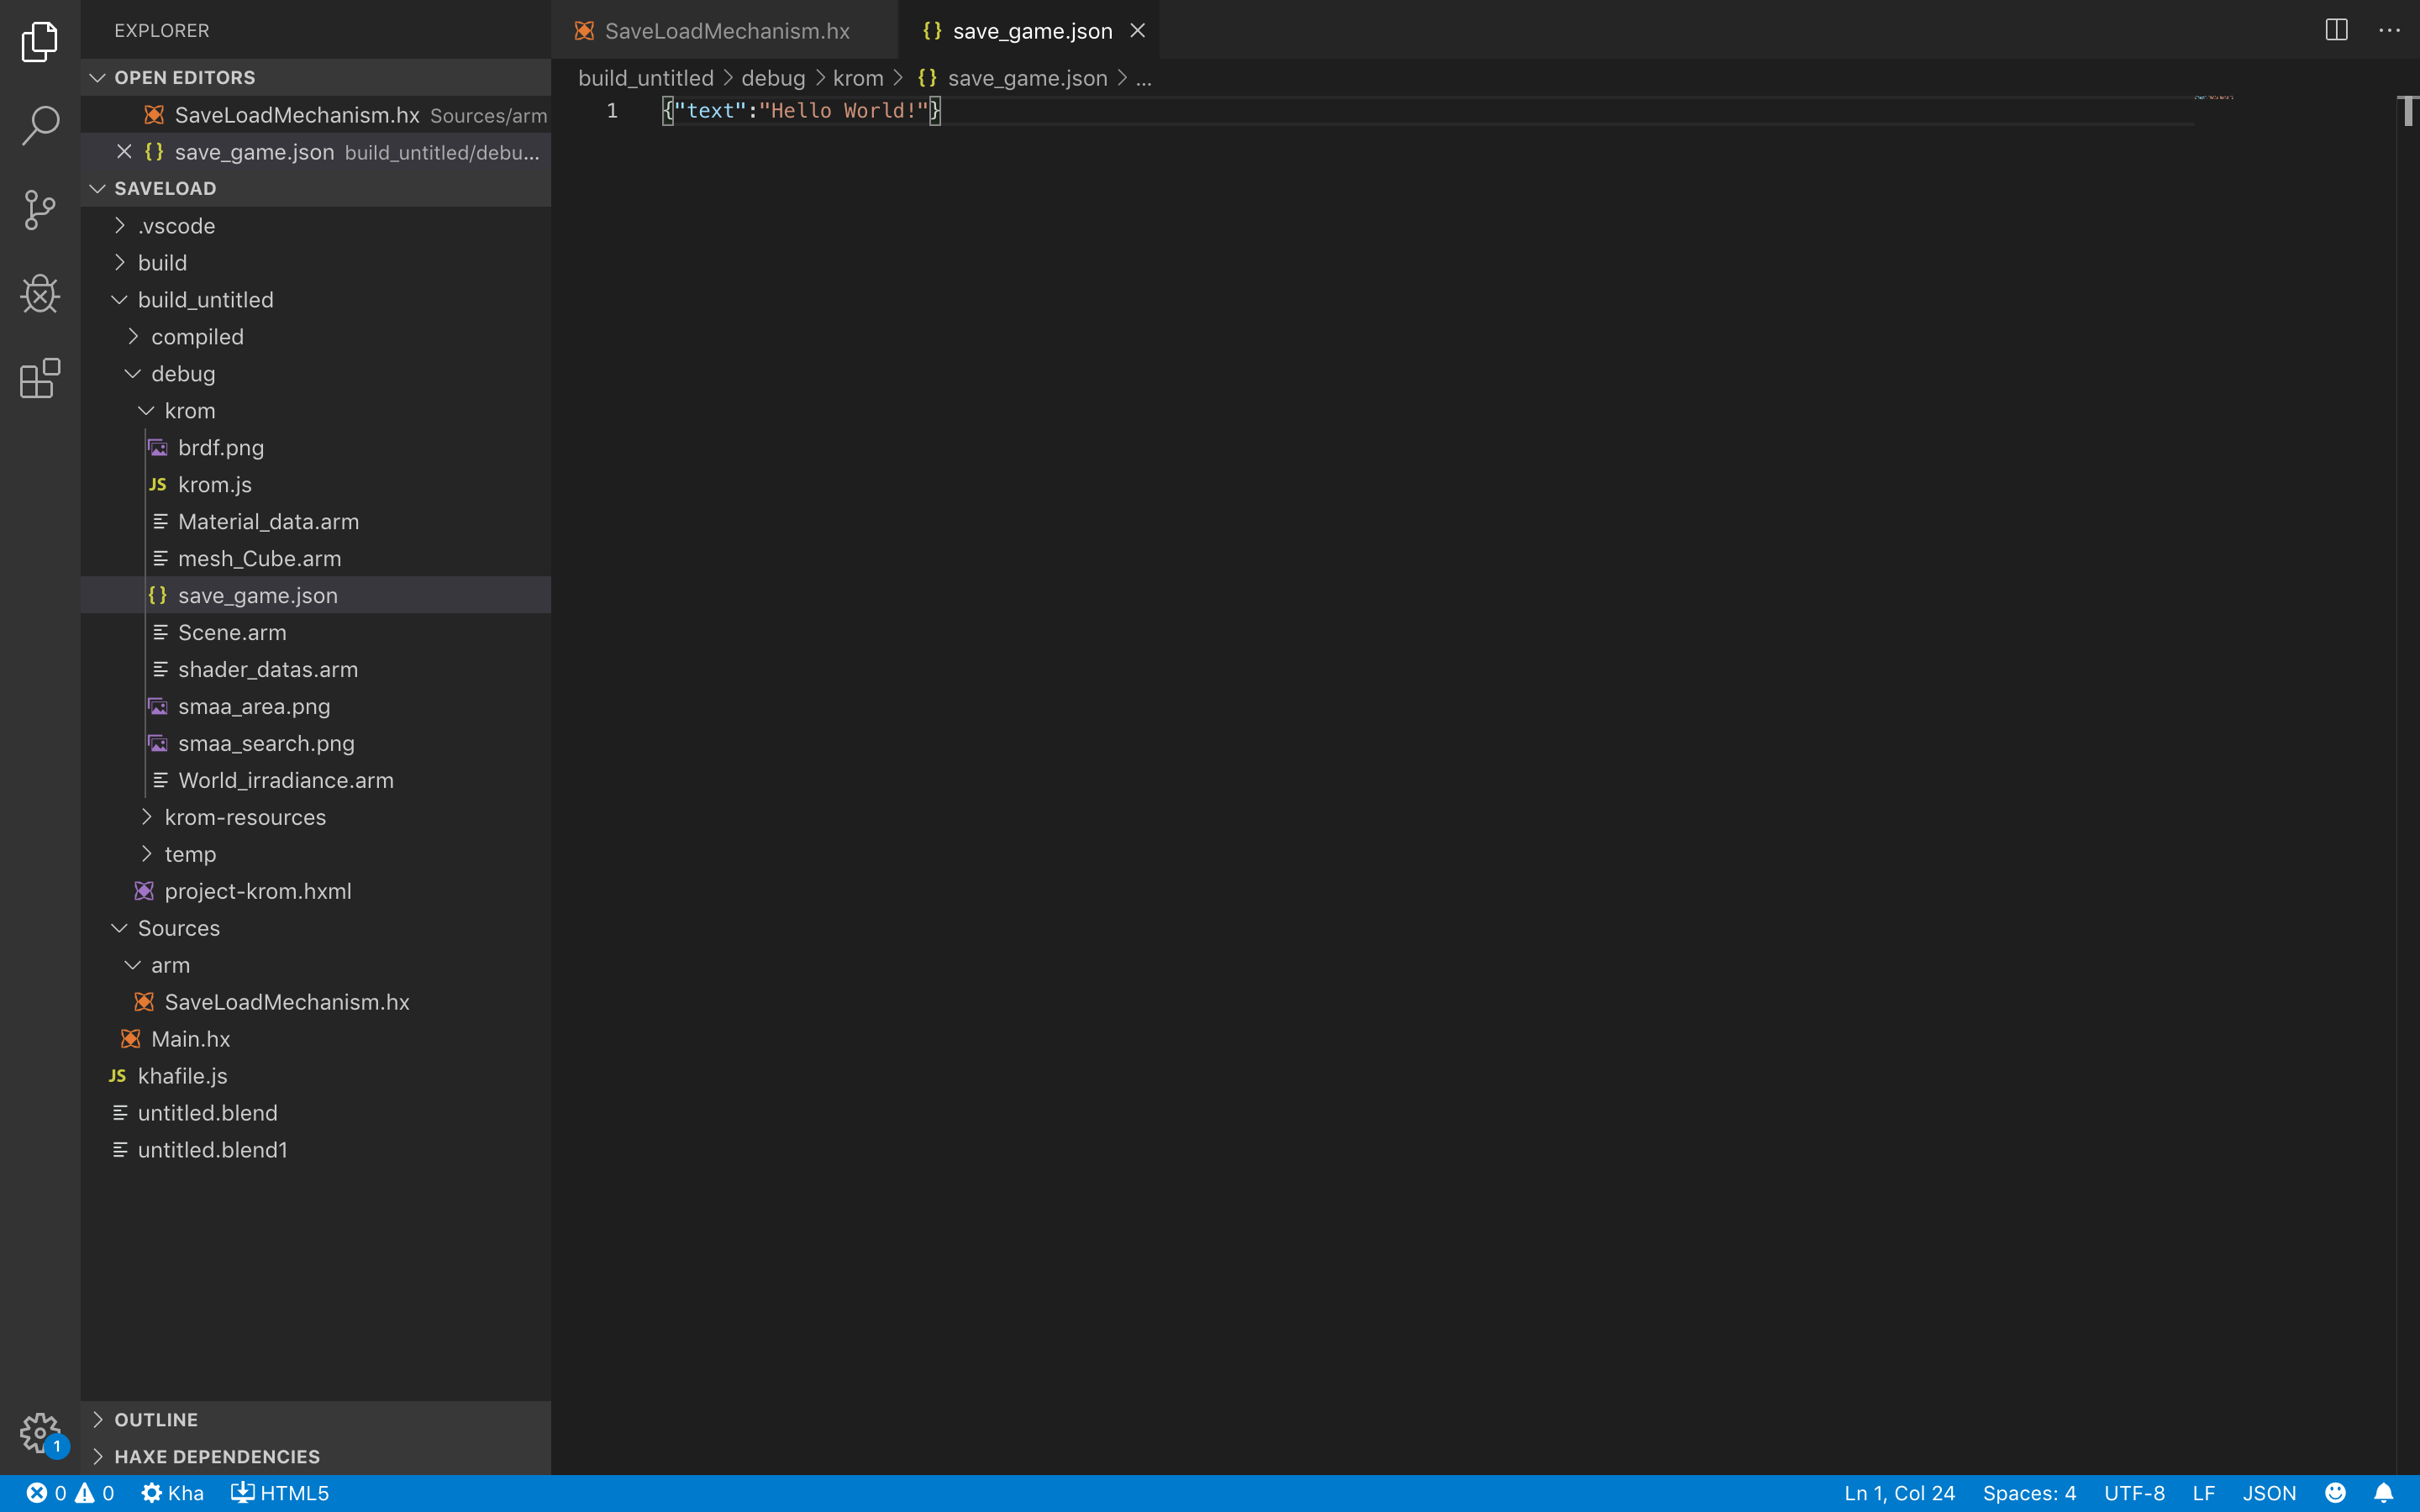 EXPLORER
OPEN EDITORS
SaveLoadMechanism.hx Sources/arm
save_game.json build_untitled/debu...
SAVELOAD
.vscode
build
build_untitled
compiled
debug
krom
brdf.png
JS krom.js
Material_data.arm
mesh_Cube.arm
{} save_game.json
Scene.arm
shader_datas.arm
smaa_area.png
smaa_search.png
World_irradiance.arm
krom-resources
temp
project-krom.hxml
Sources
arm
SaveLoadMechanism.hx
Main.hx
JS khafile.js
untitled.blend
untitled.blend1
OUTLINE
HAXE DEPENDENCIES
1
SaveLoadMechanism.hx
{} save_game.json
build_untitled > debug > krom > {} save_game.json > ...
1 {"text":"Hello World!"}
0 0 Kha HTML5
Ln 1, Col 24 Spaces: 4 UTF-8 LF JSON